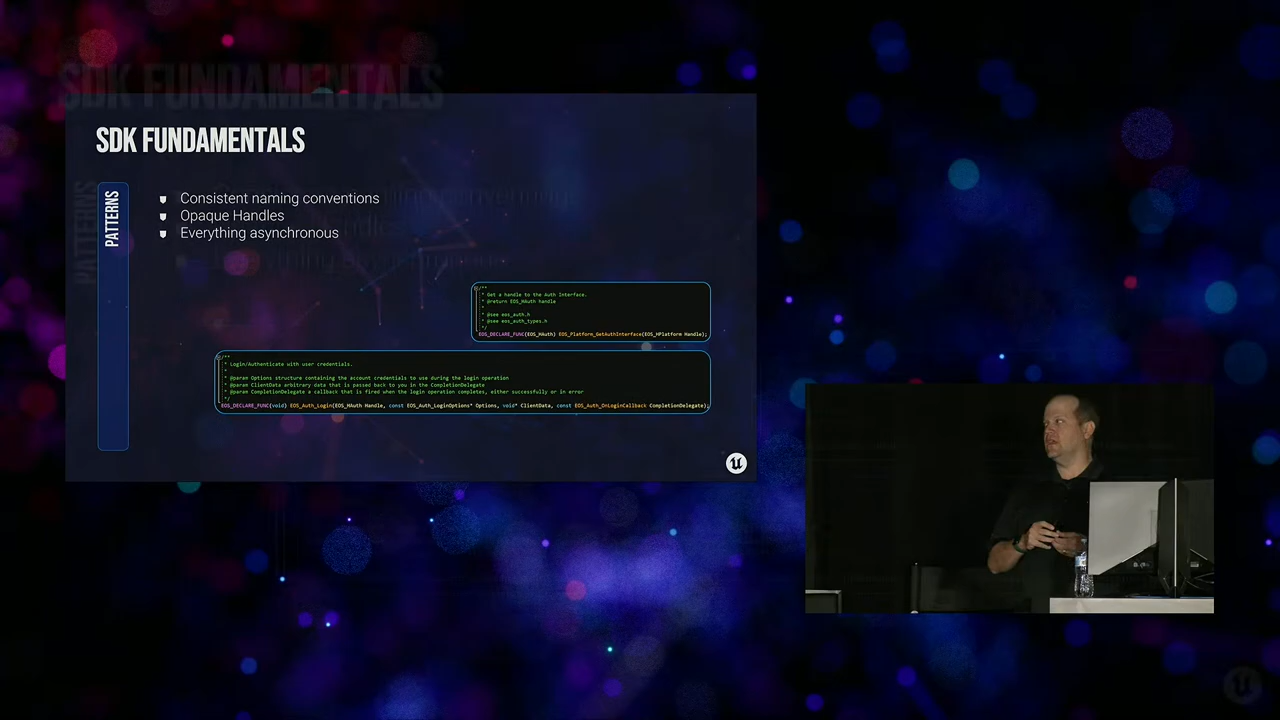 SDK FUNDAMENTALS
SDK FUNDAMENTALS
PATTERNS
PATTERNS
Consistent naming conventions
Opaque Handles
Everything asynchronous
/**
* Get a handle to the Auth Interface.
* @return EOS_HAuth handle
*
* @see eos_auth.h
* @see eos_auth_types.h
*/
EOS_DECLARE_FUNC(EOS_HAuth) EOS_Platform_GetAuthInterface(EOS_HPlatform Handle);
/**
* Login/Authenticate with user credentials.
*
* @param Options structure containing the account credentials to use during the login operation
* @param ClientData arbitrary data that is passed back to you in the CompletionDelegate
* @param CompletionDelegate a callback that is fired when the login operation completes, either successfully or in error
*/
EOS_DECLARE_FUNC(void) EOS_Auth_Login(EOS_HAuth Handle, const EOS_Auth_LoginOptions* Options, void* ClientData, const EOS_Auth_OnLoginCallback CompletionDelegate);